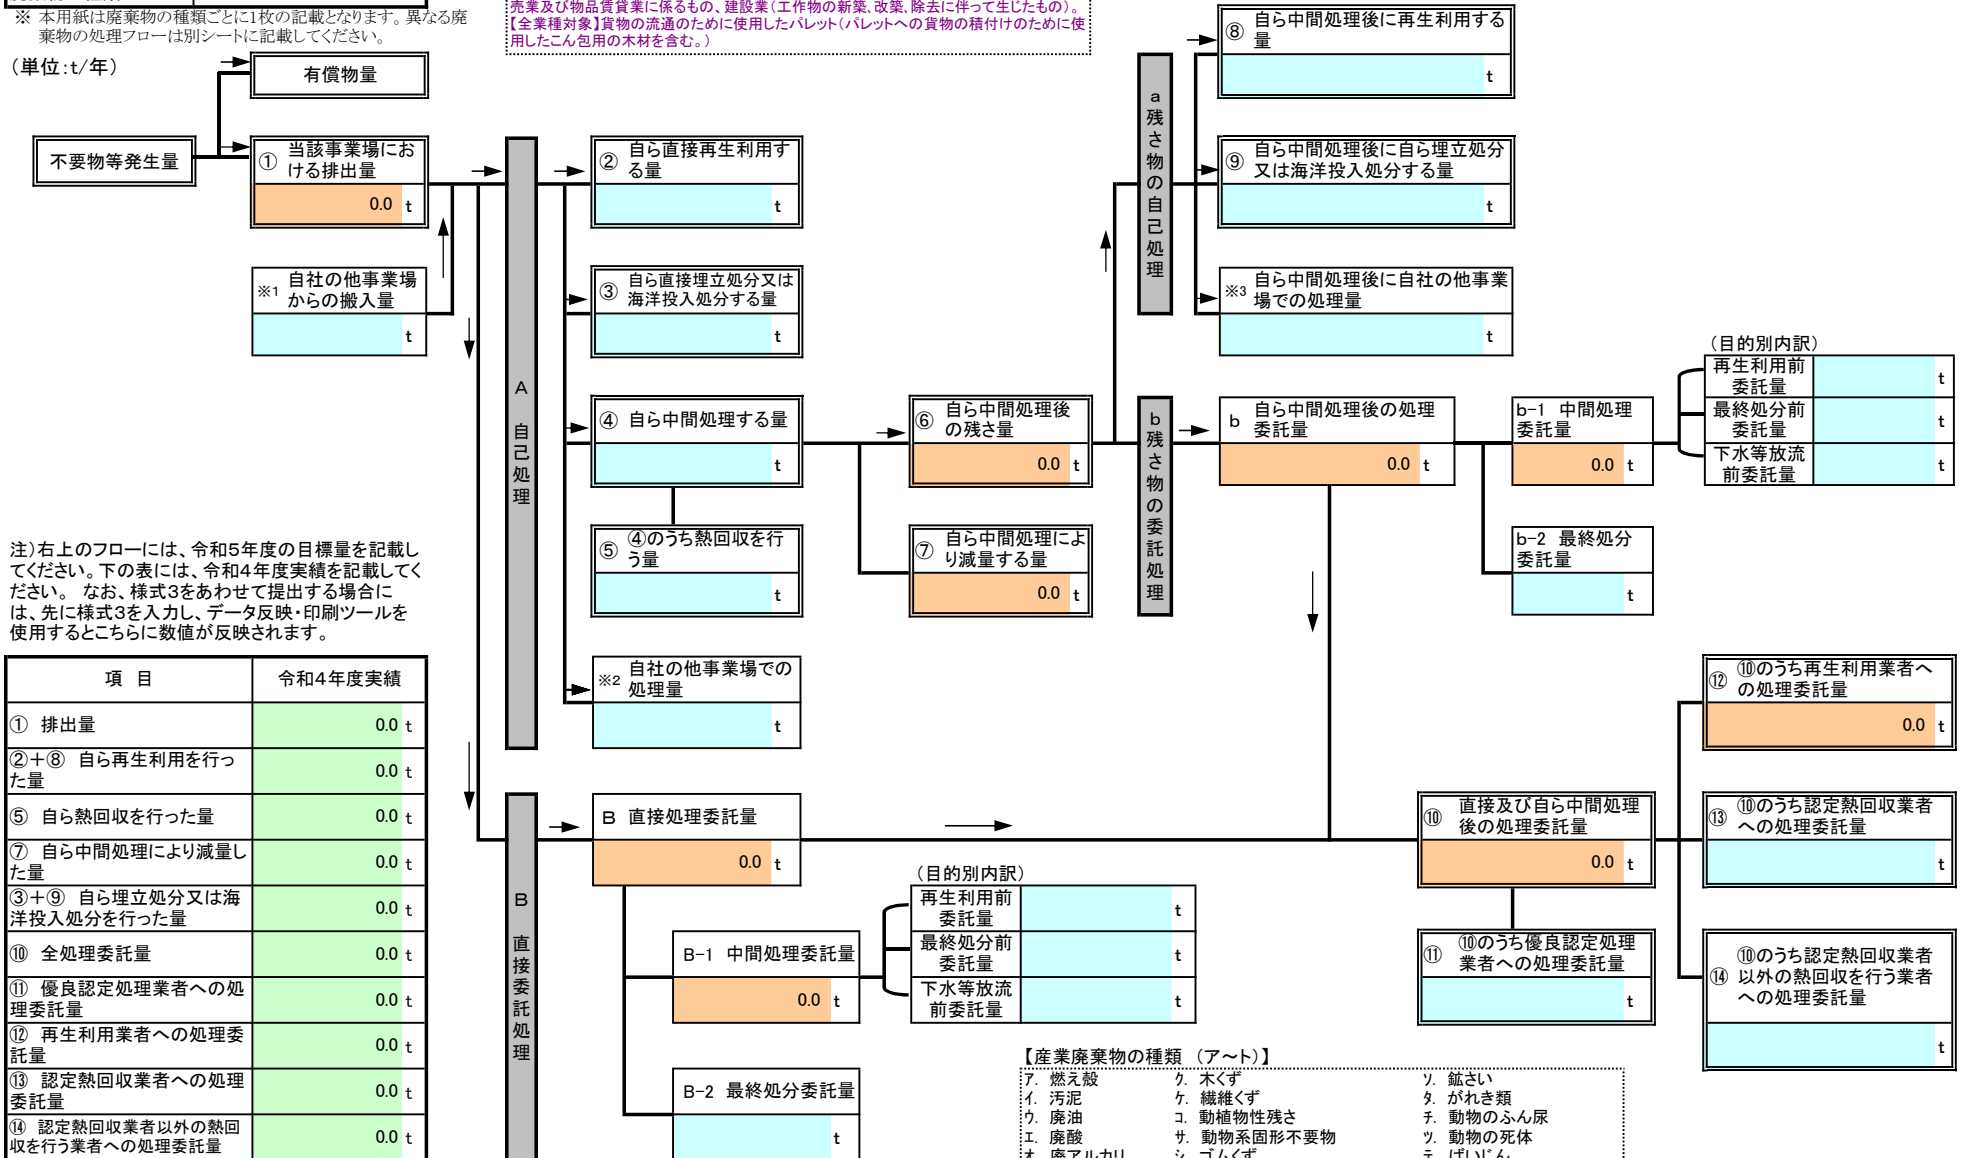 ※ 本用紙は廃棄物の種類ごとに1枚の記載となります。異なる廃
棄物の処理フローは別シートに記載してください。
売業及び物品賃貸業に係るもの、建設業(工作物の新築、改築、除去に伴って生じたもの)。
【全業種対象】貨物の流通のために使用したパレット(パレットへの貨物の積付けのために使
用したこん包用の木材を含む。)
(単位:t/年)
有償物量
不要物等発生量
① 当該事業場にお
ける排出量
0.0 t
※1 自社の他事業場
からの搬入量
t
A 自己処理
② 自ら直接再生利用す
る量
t
③ 自ら直接埋立処分又は
海洋投入処分する量
t
④ 自ら中間処理する量
t
⑤ ④のうち熱回収を行
う量
t
※2 自社の他事業場での
処理量
t
⑥ 自ら中間処理後
の残さ量
0.0 t
⑦ 自ら中間処理によ
り減量する量
0.0 t
a 残さ物の自己処理
⑧ 自ら中間処理後に再生利用する
量
t
⑨ 自ら中間処理後に自ら埋立処分
又は海洋投入処分する量
t
※3 自ら中間処理後に自社の他事業
場での処理量
t
b 残さ物の委託処理
b 自ら中間処理後の処理
委託量
0.0 t
b-1 中間処理
委託量
0.0 t
(目的別内訳)
再生利用前
委託量
t
最終処分前
委託量
t
下水等放流
前委託量
t
b-2 最終処分
委託量
t
注)右上のフローには、令和5年度の目標量を記載し
てください。下の表には、令和4年度実績を記載してく
ださい。 なお、様式3をあわせて提出する場合に
は、先に様式3を入力し、データ反映・印刷ツールを
使用するとこちらに数値が反映されます。
項 目 令和4年度実績
① 排出量 0.0 t
②+⑧ 自ら再生利用を行っ
た量 0.0 t
⑤ 自ら熱回収を行った量 0.0 t
⑦ 自ら中間処理により減量し
た量 0.0 t
③+⑨ 自ら埋立処分又は海
洋投入処分を行った量 0.0 t
⑩ 全処理委託量 0.0 t
⑪ 優良認定処理業者への処
理委託量 0.0 t
⑫ 再生利用業者への処理委
託量 0.0 t
⑬ 認定熱回収業者への処理
委託量 0.0 t
⑭ 認定熱回収業者以外の熱回
収を行う業者への処理委託量 0.0 t
B 直接委託処理
B 直接処理委託量
0.0 t
B-1 中間処理委託量
0.0 t
(目的別内訳)
再生利用前
委託量
t
最終処分前
委託量
t
下水等放流
前委託量
t
B-2 最終処分委託量
t
⑩ 直接及び自ら中間処理
後の処理委託量
0.0 t
⑪ ⑩のうち優良認定処理
業者への処理委託量
t
⑫ ⑩のうち再生利用業者へ
の処理委託量
0.0 t
⑬ ⑩のうち認定熱回収業者
への処理委託量
t
⑭ ⑩のうち認定熱回収業者
以外の熱回収を行う業者
への処理委託量
t
【産業廃棄物の種類 (ア~ト)】
ア. 燃え殻 ク. 木くず ソ. 鉱さい
イ. 汚泥 ケ. 繊維くず タ. がれき類
ウ. 廃油 コ. 動植物性残さ チ. 動物のふん尿
エ. 廃酸 サ. 動物系固形不要物 ツ. 動物の死体
オ. 廃アルカリ シ. ゴムくず テ. ばいじん